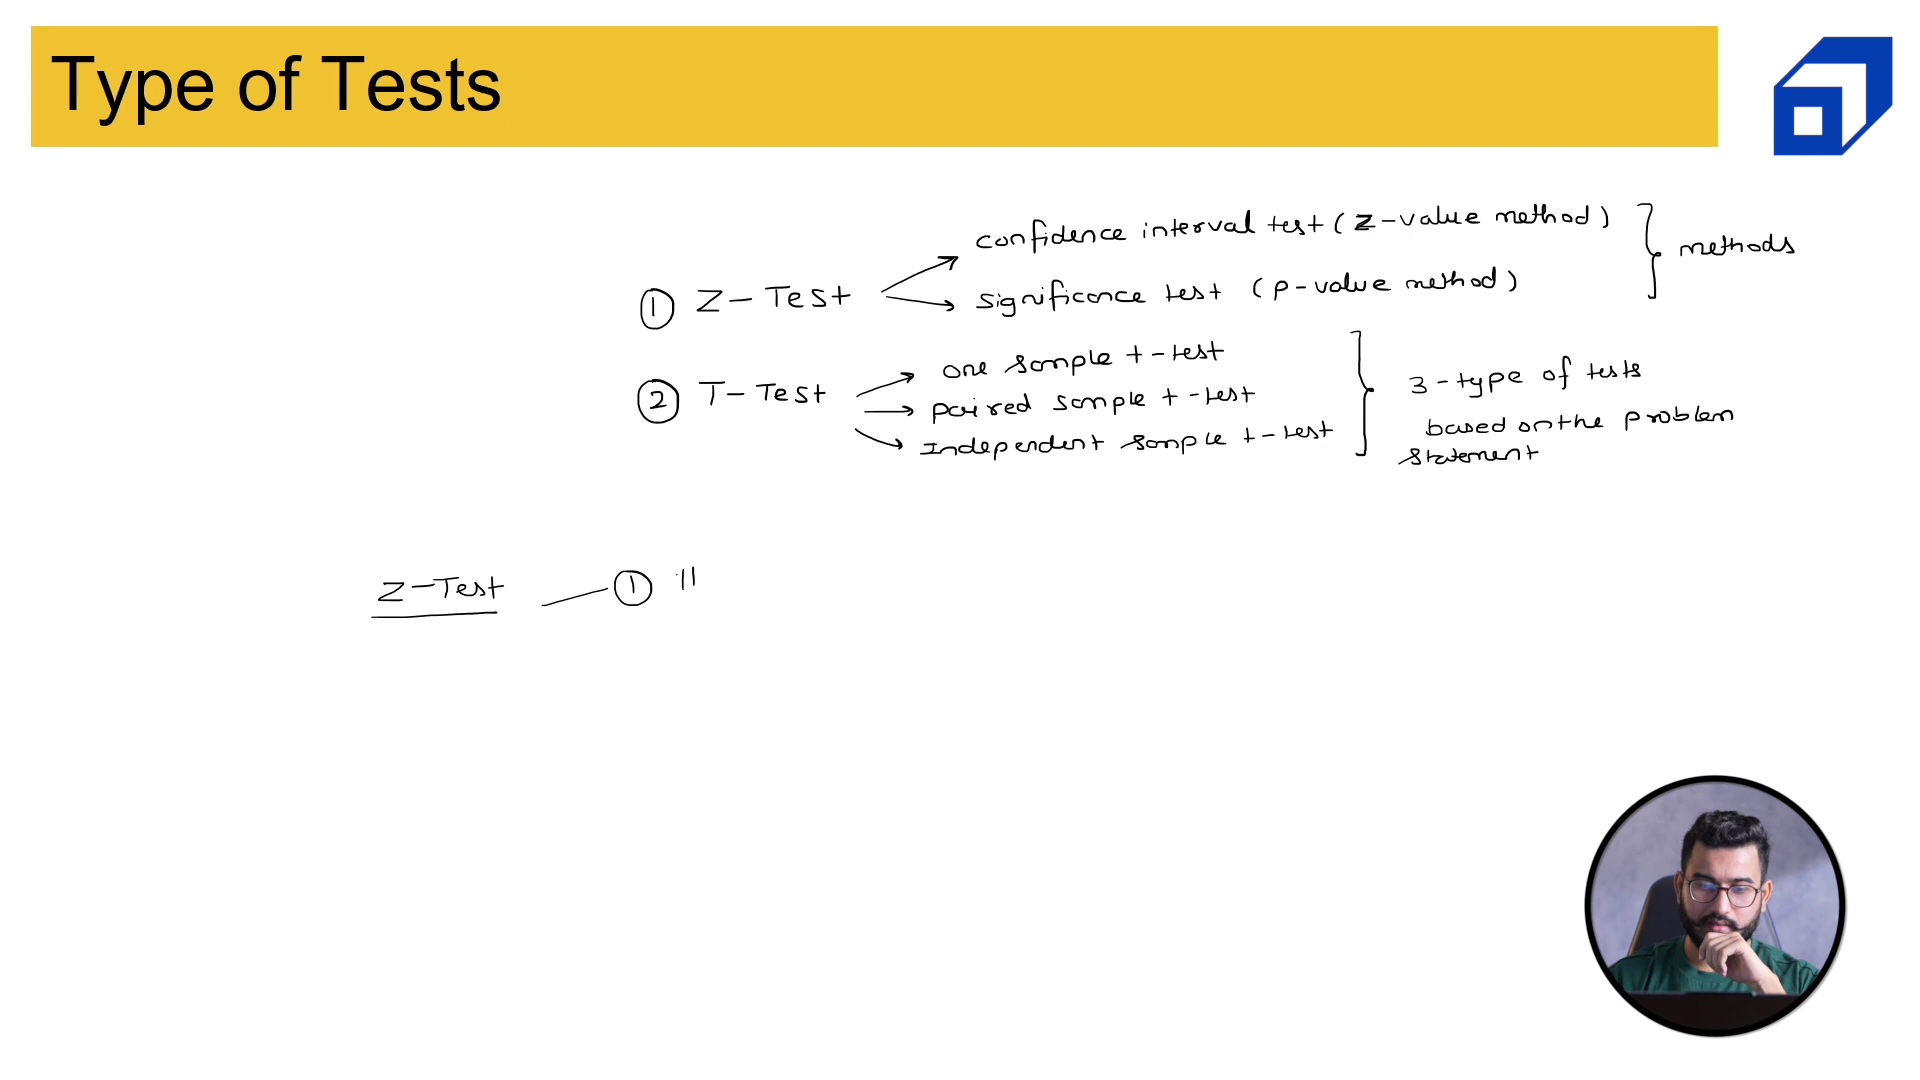 Type of Tests
confidence interval test (Z-value method)
methods
① Z-Test
significance test (p-value method)
one sample t-test
② T-Test
paired sample t-test
3-type of tests
Independent sample t-test
based on the problem
statement
Z-Test
①